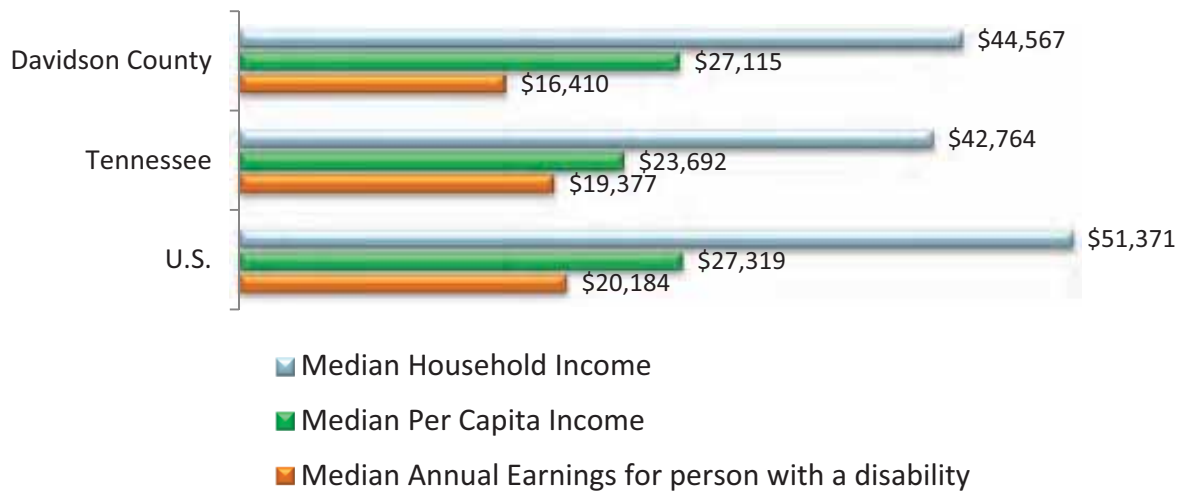 Davidson County
$44,567
$27,115
$16,410
Tennessee
$42,764
$23,692
$19,377
U.S.
$51,371
$27,319
$20,184
Median Household Income
Median Per Capita Income
Median Annual Earnings for person with a disability